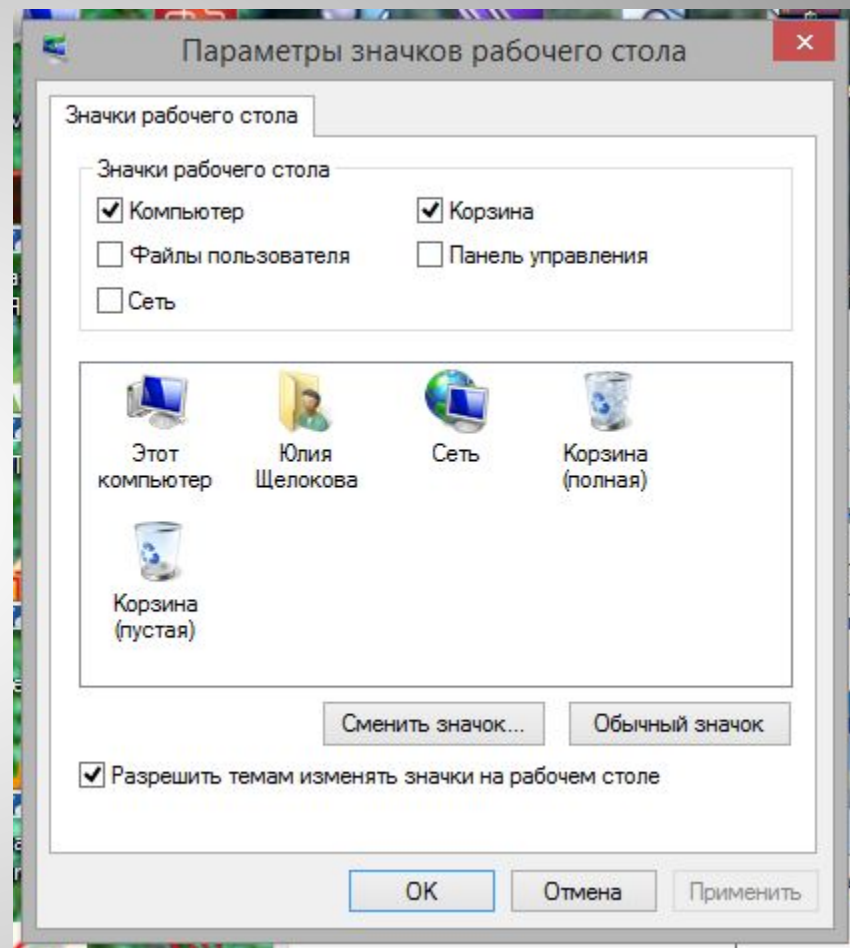 Параметры значков рабочего стола
Значки рабочего стола
Значки рабочего стола
Компьютер
Корзина
Файлы пользователя
Панель управления
Сеть
Этот
компьютер
Юлия
Щелокова
Сеть
Корзина
(полная)
Корзина
(пустая)
Сменить значок...
Обычный значок
Разрешить темам изменять значки на рабочем столе
OK
Отмена
Применить